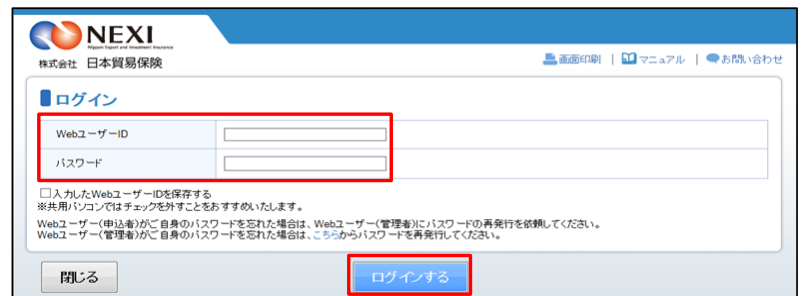 NEXI
Nippon Export and Investment Insurance
株式会社 日本貿易保険
画面印刷 | マニュアル | お問い合わせ
ログイン
WebユーザーID
パスワード
入力したWebユーザーIDを保存する
※共用パソコンではチェックを外すことをおすすめいたします。
Webユーザー(申込者)がご自身のパスワードを忘れた場合は、Webユーザー(管理者)にパスワードの再発行を依頼してください。
Webユーザー(管理者)がご自身のパスワードを忘れた場合は、こちらからパスワードを再発行してください。
閉じる
ログインする